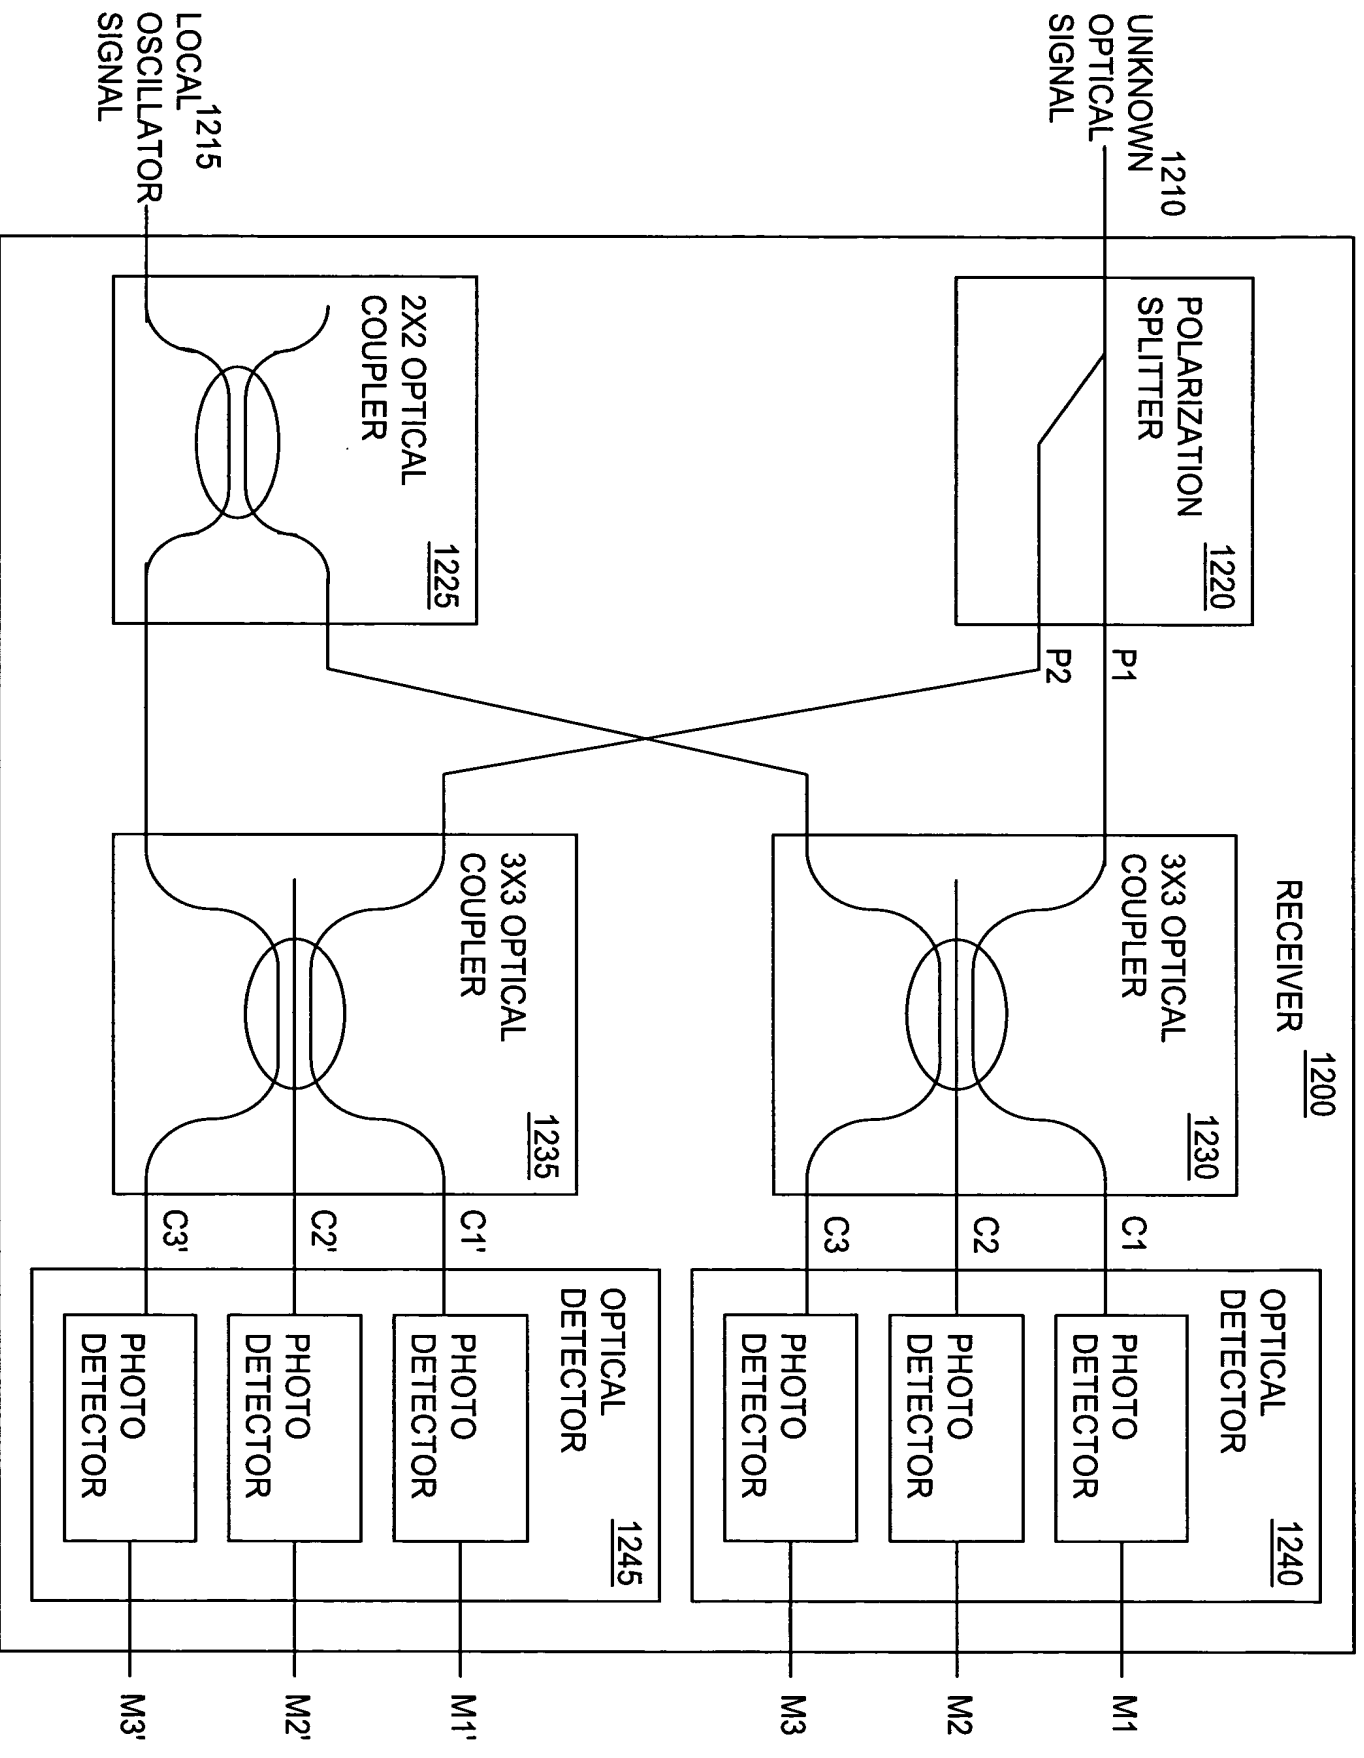 RECEIVER
1200
1210
UNKNOWN
OPTICAL
SIGNAL
POLARIZATION
SPLITTER
1220
P1
P2
3X3 OPTICAL
COUPLER
1230
C1
C2
C3
OPTICAL
DETECTOR
1240
PHOTO
DETECTOR
PHOTO
DETECTOR
PHOTO
DETECTOR
M1
M2
M3
1215
LOCAL
OSCILLATOR
SIGNAL
2X2 OPTICAL
COUPLER
1225
3X3 OPTICAL
COUPLER
1235
C1'
C2'
C3'
OPTICAL
DETECTOR
1245
PHOTO
DETECTOR
PHOTO
DETECTOR
PHOTO
DETECTOR
M1'
M2'
M3'